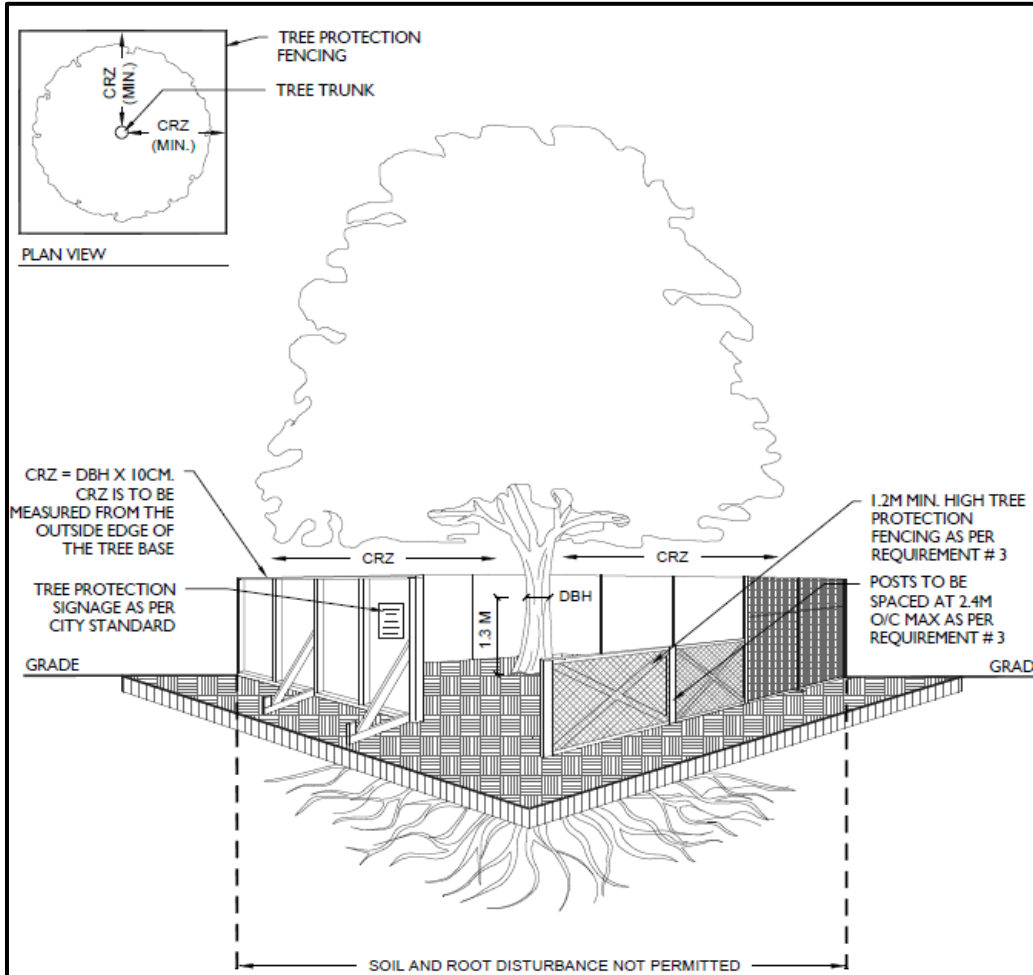 TREE PROTECTION
FENCING
TREE TRUNK
CRZ
(MIN.)
CRZ
(MIN.)
PLAN VIEW
CRZ = DBH X 10CM.
CRZ IS TO BE
MEASURED FROM THE
OUTSIDE EDGE OF
THE TREE BASE
TREE PROTECTION
SIGNAGE AS PER
CITY STANDARD
GRADE
CRZ
CRZ
DBH
1.3 M
1.2M MIN. HIGH TREE
PROTECTION
FENCING AS PER
REQUIREMENT # 3
POSTS TO BE
SPACED AT 2.4M
O/C MAX AS PER
REQUIREMENT # 3
GRAD
SOIL AND ROOT DISTURBANCE NOT PERMITTED